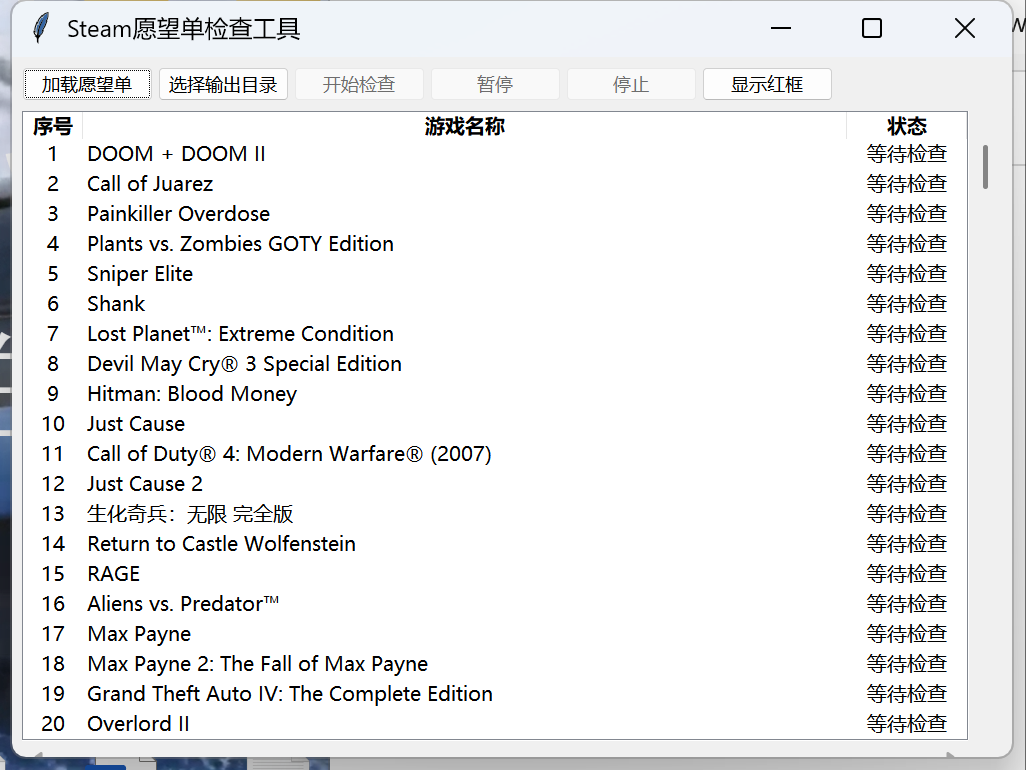 Steam愿望单检查工具
加载愿望单 选择输出目录 开始检查 暂停 停止 显示红框
序号 游戏名称 状态
1 DOOM + DOOM II 等待检查
2 Call of Juarez 等待检查
3 Painkiller Overdose 等待检查
4 Plants vs. Zombies GOTY Edition 等待检查
5 Sniper Elite 等待检查
6 Shank 等待检查
7 Lost Planet™: Extreme Condition 等待检查
8 Devil May Cry® 3 Special Edition 等待检查
9 Hitman: Blood Money 等待检查
10 Just Cause 等待检查
11 Call of Duty® 4: Modern Warfare® (2007) 等待检查
12 Just Cause 2 等待检查
13 生化奇兵：无限 完全版 等待检查
14 Return to Castle Wolfenstein 等待检查
15 RAGE 等待检查
16 Aliens vs. Predator™ 等待检查
17 Max Payne 等待检查
18 Max Payne 2: The Fall of Max Payne 等待检查
19 Grand Theft Auto IV: The Complete Edition 等待检查
20 Overlord II 等待检查